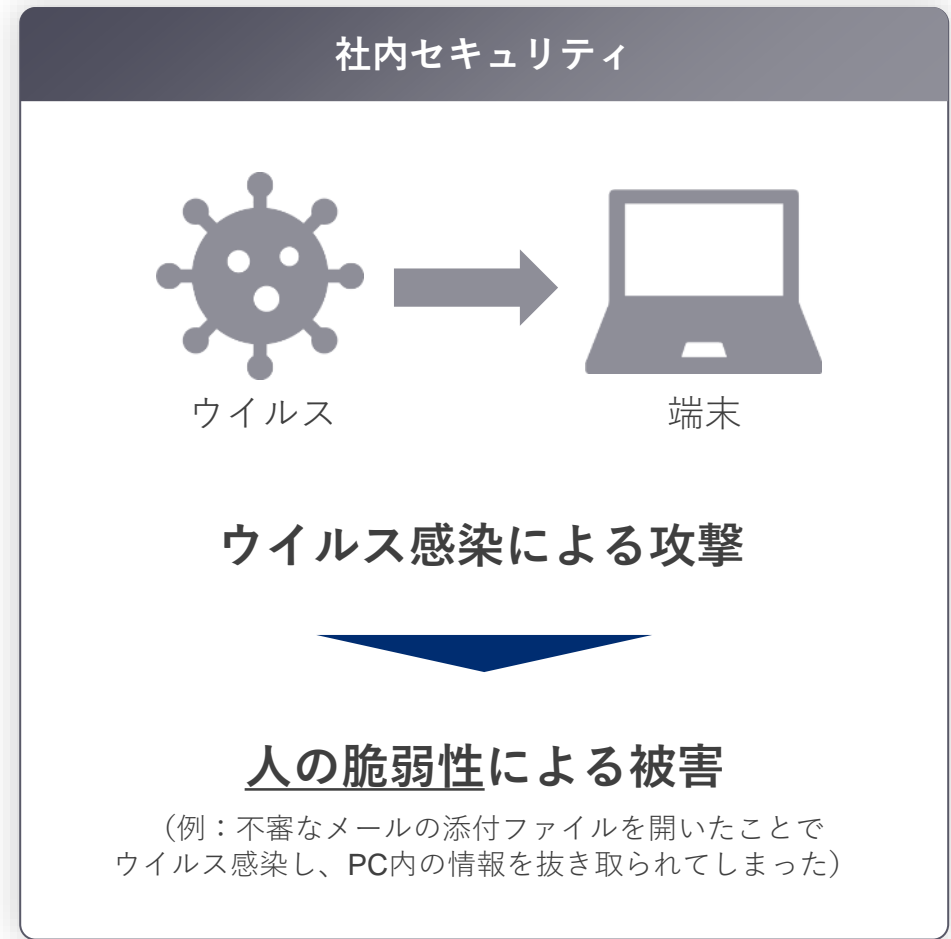 社内セキュリティ
ウイルス
端末
ウイルス感染による攻撃
人の脆弱性による被害
（例：不審なメールの添付ファイルを開いたことで
ウイルス感染し、PC内の情報を抜き取られてしまった）